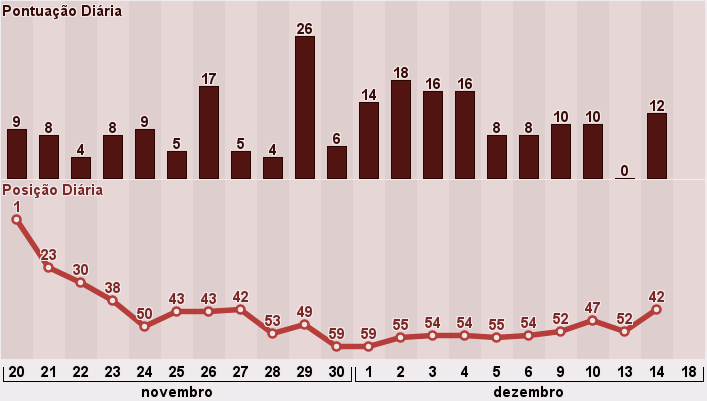 Pontuação Diária
9 8 4 8 9 5 17 5 4 26 6 14 18 16 16 8 8 10 10 0 12
Posição Diária
1 23 30 38 50 43 43 42 53 49 59 59 55 54 54 55 54 52 47 52 42
20 21 22 23 24 25 26 27 28 29 30 1 2 3 4 5 6 9 10 13 14 18
novembro dezembro